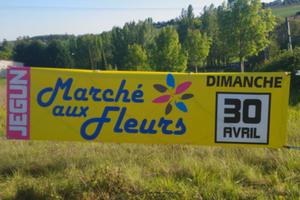 JEGUN
Marché
aux
Fleurs
DIMANCHE
30
AVRIL